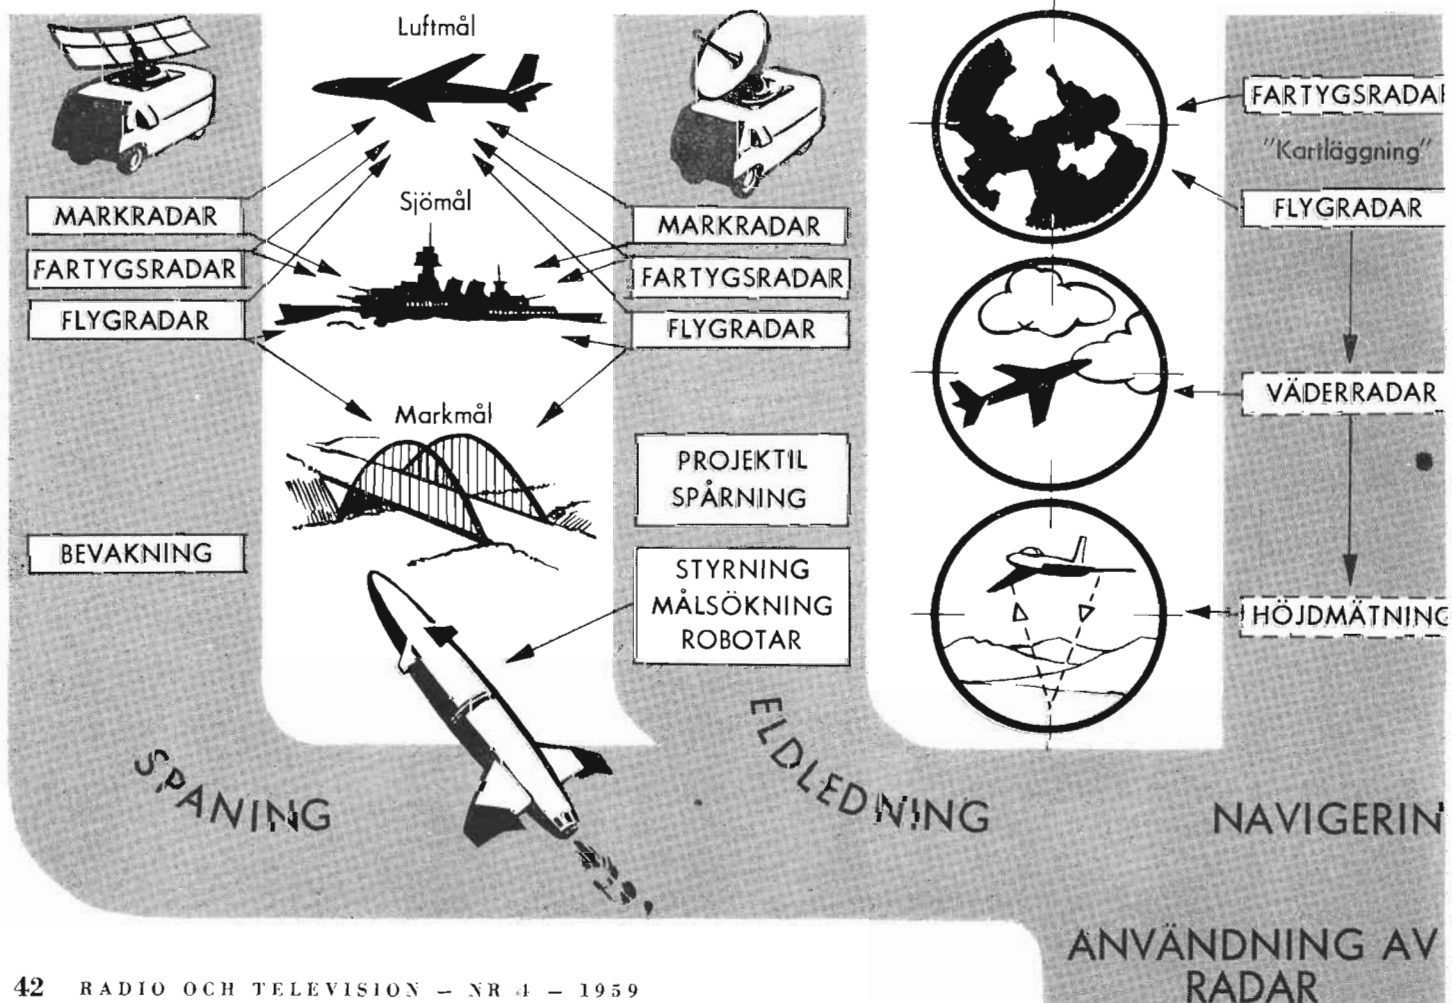 Luftmål
MARKRADAR
FARTYGSRADAR
FLYGRADAR
BEVAKNING
Sjömål
Markmål
MARKRADAR
FARTYGSRADAR
FLYGRADAR
PROJEKTIL
SPÅRNING
STYRNING
MÅLSÖKNING
ROBOTAR
FARTYGSRADAR
"Kartläggning"
FLYGRADAR
VÄDERRADAR
HÖJDMÄTNING
SPANING
ELDLEDNING
NAVIGERIN
ANVÄNDNING AV
RADAR
42 RADIO OCH TELEVISION – NR 4 – 1959